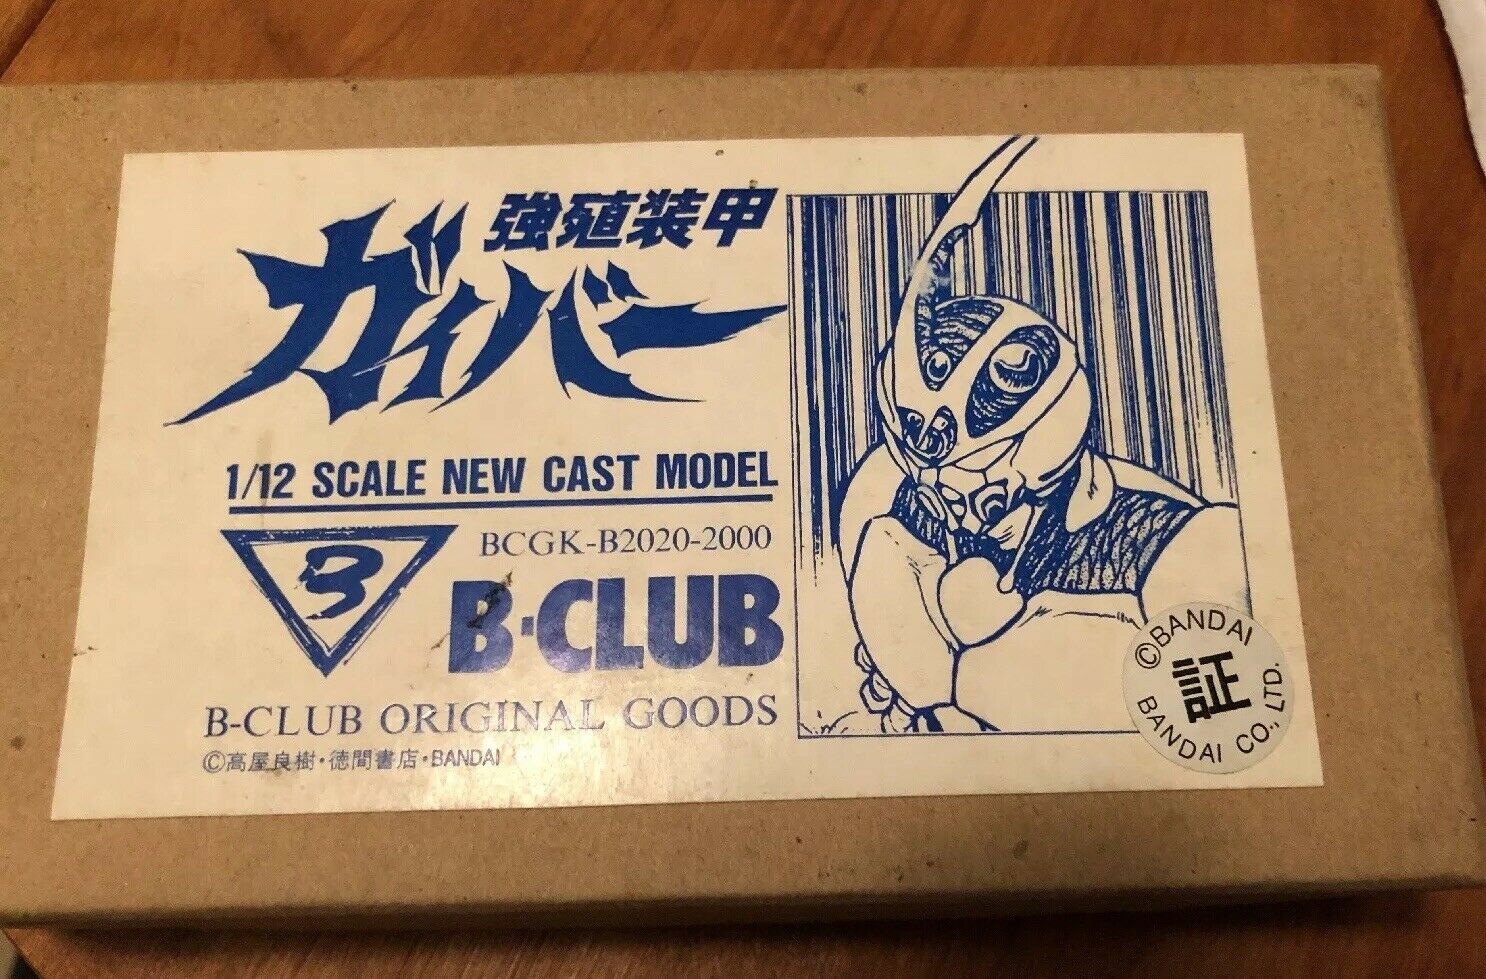 強殖装甲
ガイバー
1/12 SCALE NEW CAST MODEL
B
BCGK-B2020-2000
B-CLUB
B-CLUB ORIGINAL GOODS
©高屋良樹・徳間書店・BANDAI
©BANDAI
証
BANDAI CO., LTD.